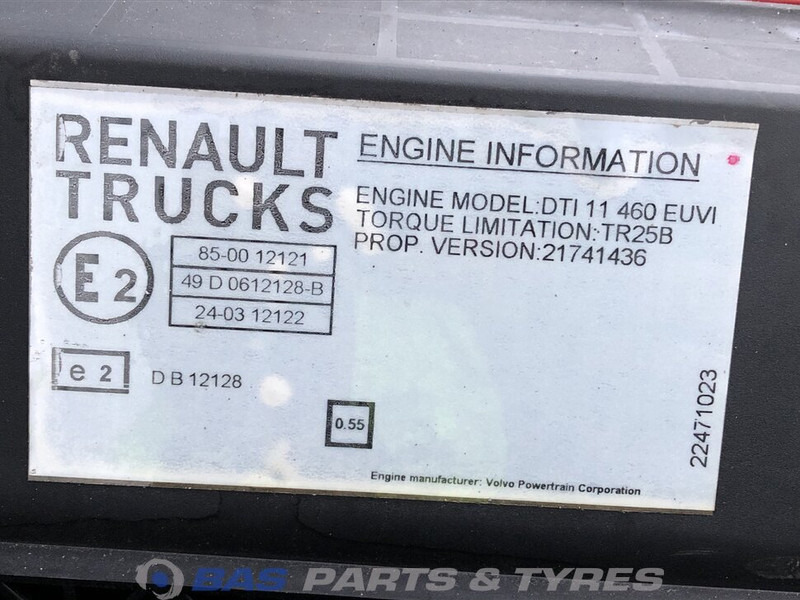 RENAULT
TRUCKS
ENGINE INFORMATION
ENGINE MODEL:DTI 11 460 EUVI
TORQUE LIMITATION:TR25B
PROP. VERSION:21741436
E2
85-00 12121
49 D 0612128-B
24-03 12122
e 2
D B 12128
0.55
22471023
Engine manufacturer: Volvo Powertrain Corporation
BAS PARTS & TYRES